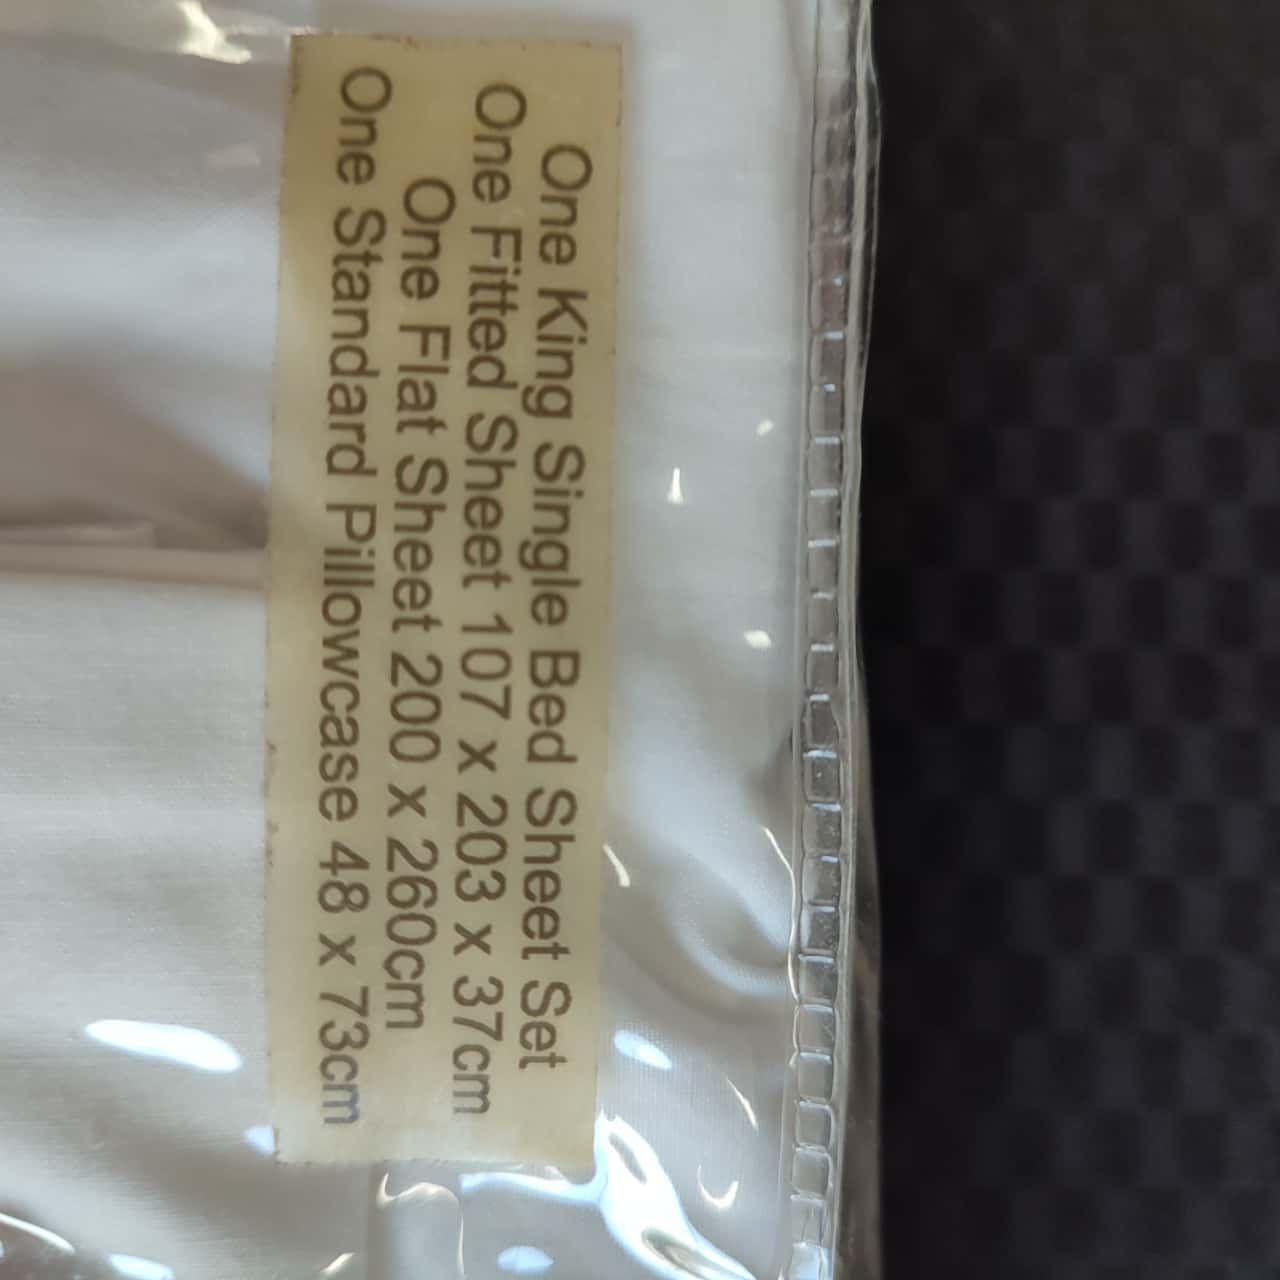 One King Single Bed Sheet Set
One Fitted Sheet 107 x 203 x 37cm
One Flat Sheet 200 x 260cm
One Standard Pillowcase 48 x 73cm